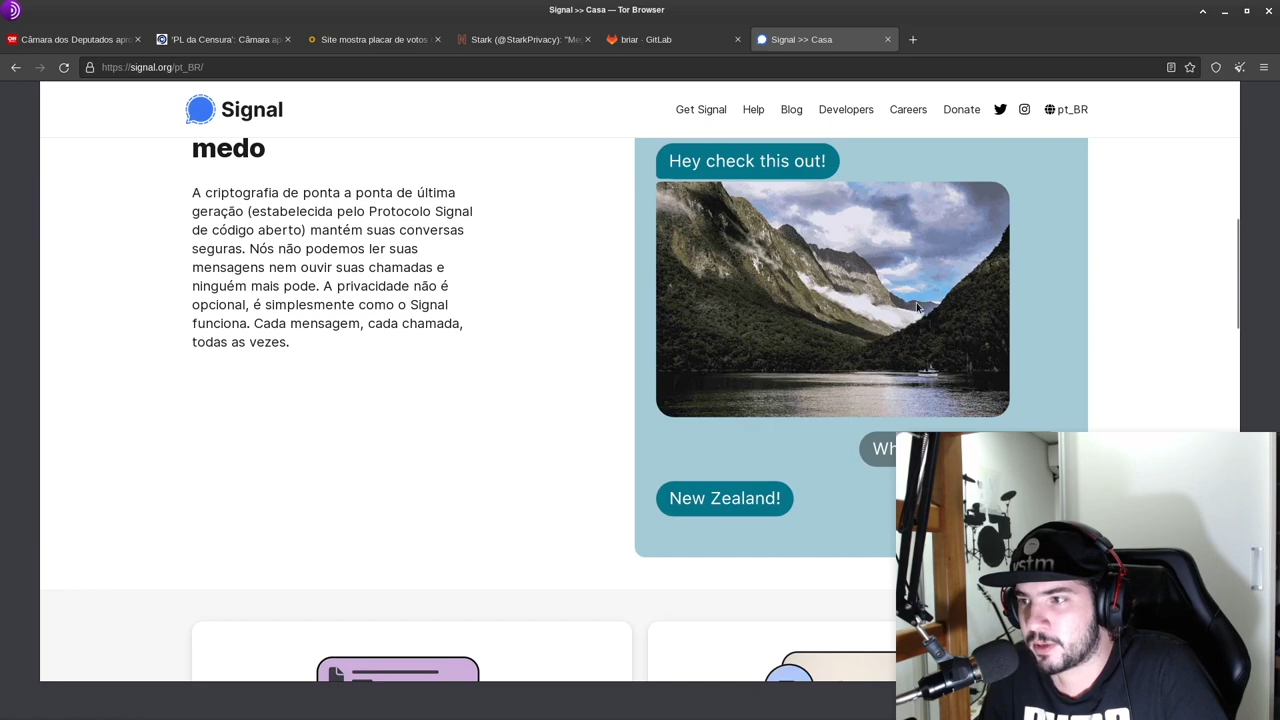 Signal >> Casa — Tor Browser
Câmara dos Deputados apr
'PL da Censura': Câmara ap
Site mostra placar de votos
Stark (@StarkPrivacy): "Me
briar · GitLab
Signal >> Casa
https://signal.org/pt_BR/
Signal
Get Signal Help Blog Developers Careers Donate pt_BR
medo
Hey check this out!
A criptografia de ponta a ponta de última
geração (estabelecida pelo Protocolo Signal
de código aberto) mantém suas conversas
seguras. Nós não podemos ler suas
mensagens nem ouvir suas chamadas e
ninguém mais pode. A privacidade não é
opcional, é simplesmente como o Signal
funciona. Cada mensagem, cada chamada,
todas as vezes.
Wh
New Zealand!